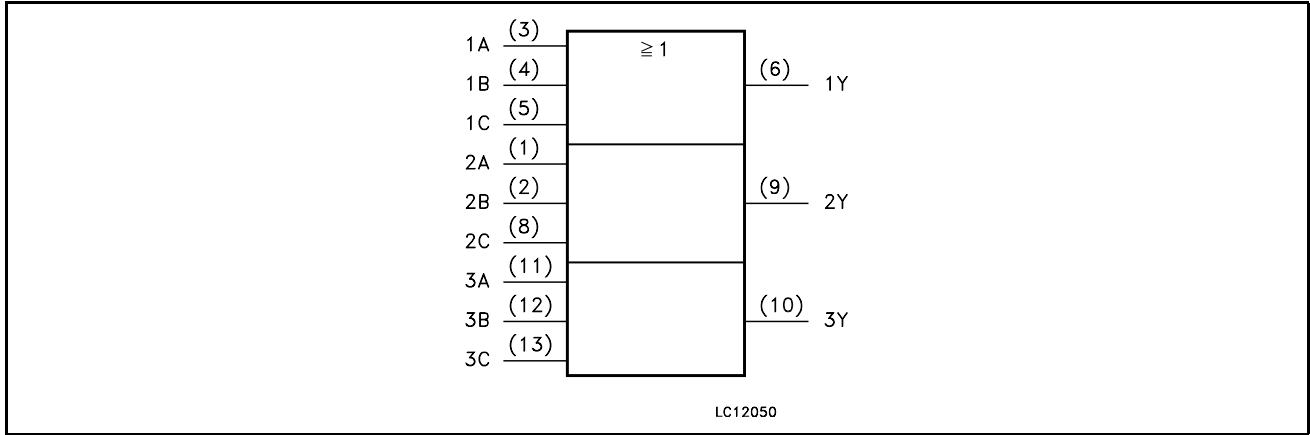 1A (3) ≧ 1
1B (4) (6) 1Y
1C (5)
2A (1)
2B (2) (9) 2Y
2C (8)
3A (11)
3B (12) (10) 3Y
3C (13)
LC12050